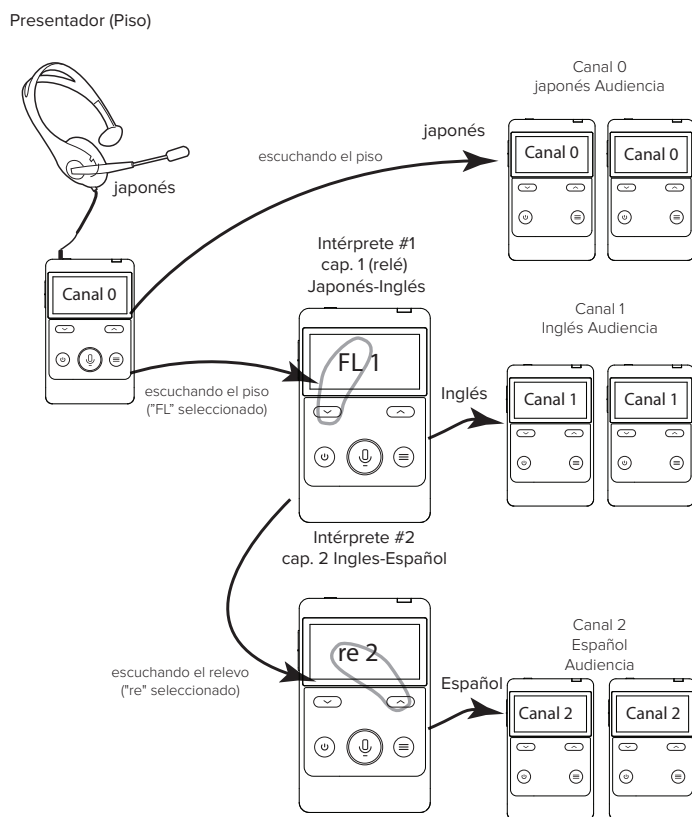 Presentador (Piso)
Canal 0
japonés Audiencia
japonés
escuchando el piso
japonés
Canal 0
Canal 0
Canal 0
Intérprete #1
cap. 1 (relé)
Japonés-Inglés
Canal 1
Inglés Audiencia
FL 1
escuchando el piso
("FL" seleccionado)
Inglés
Canal 1
Canal 1
Intérprete #2
cap. 2 Ingles-Español
Canal 2
Español
Audiencia
re 2
escuchando el relevo
("re" seleccionado)
Español
Canal 2
Canal 2